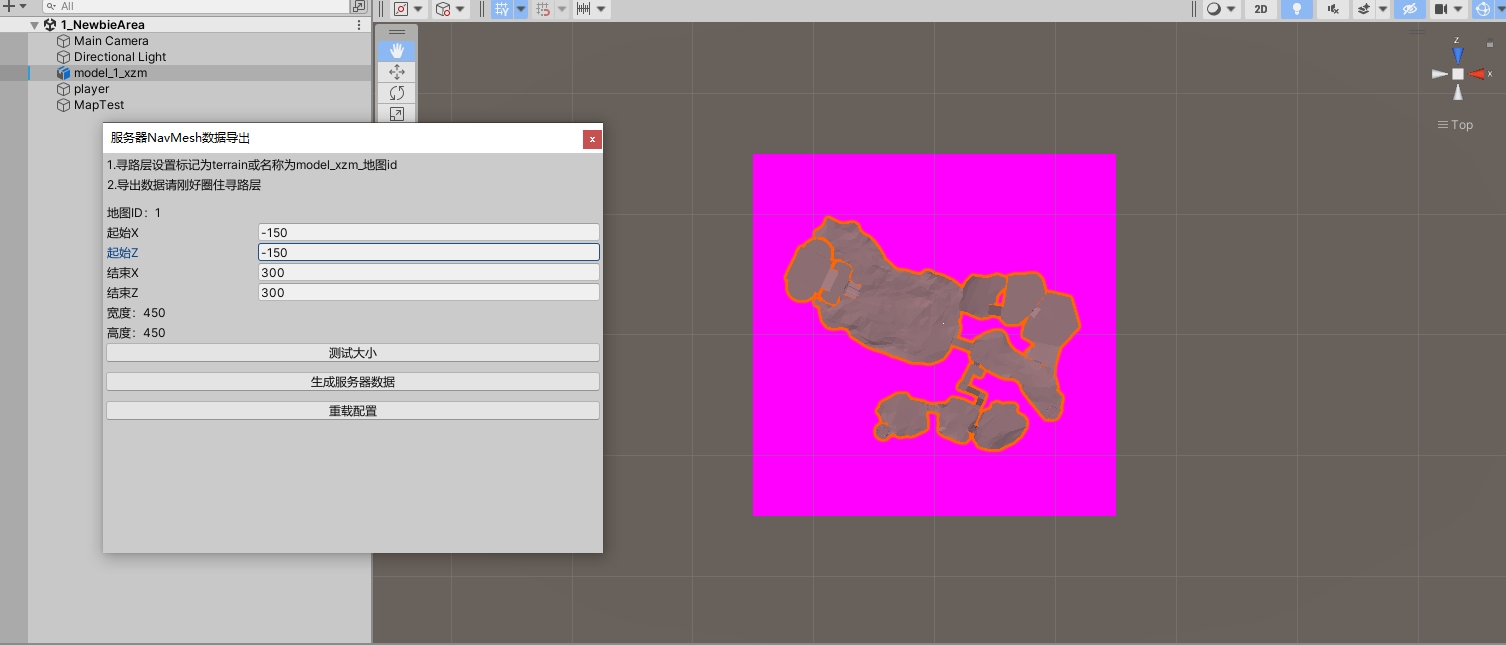 All
1_NewbieArea
Main Camera
Directional Light
model_1_xzm
player
MapTest
服务器NavMesh数据导出
x
1.寻路层设置标记为terrain或名称为model_xzm_地图id
2.导出数据请刚好圈住寻路层
地图ID：1
起始X -150
起始Z -150
结束X 300
结束Z 300
宽度：450
高度：450
测试大小
生成服务器数据
重载配置
2D
z
x
Top